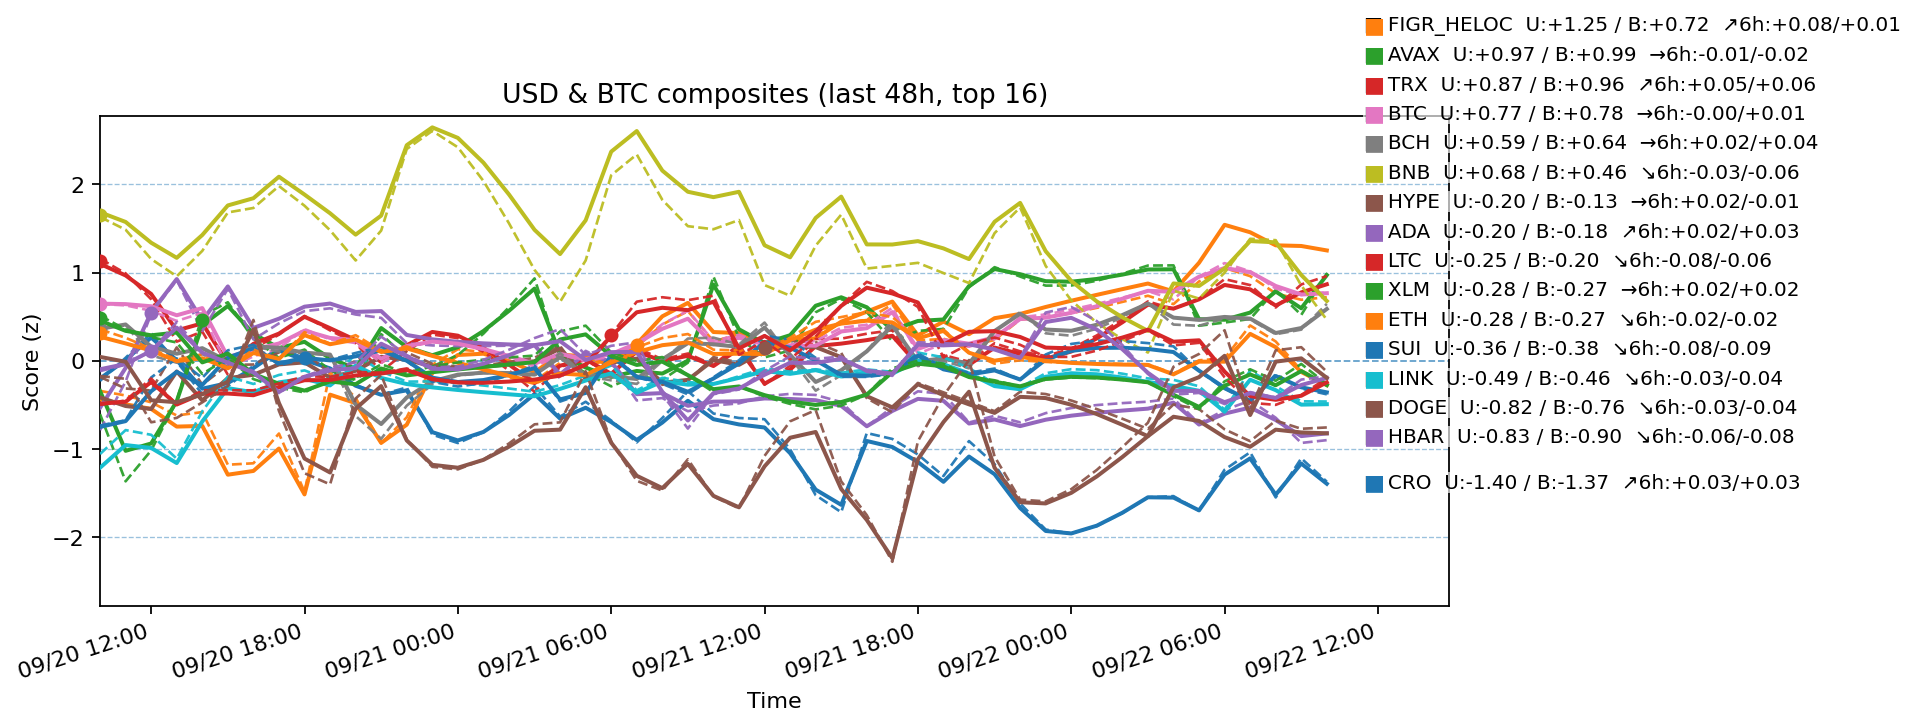 USD & BTC composites (last 48h, top 16)
FIGR_HELOC U:+1.25 / B:+0.72 ↗6h:+0.08/+0.01
AVAX U:+0.97 / B:+0.99 →6h:-0.01/-0.02
TRX U:+0.87 / B:+0.96 ↗6h:+0.05/+0.06
BTC U:+0.77 / B:+0.78 →6h:-0.00/+0.01
BCH U:+0.59 / B:+0.64 →6h:+0.02/+0.04
BNB U:+0.68 / B:+0.46 ↘6h:-0.03/-0.06
HYPE U:-0.20 / B:-0.13 →6h:+0.02/-0.01
ADA U:-0.20 / B:-0.18 ↗6h:+0.02/+0.03
LTC U:-0.25 / B:-0.20 ↘6h:-0.08/-0.06
XLM U:-0.28 / B:-0.27 →6h:+0.02/+0.02
ETH U:-0.28 / B:-0.27 ↘6h:-0.02/-0.02
SUI U:-0.36 / B:-0.38 ↘6h:-0.08/-0.09
LINK U:-0.49 / B:-0.46 ↘6h:-0.03/-0.04
DOGE U:-0.82 / B:-0.76 ↘6h:-0.03/-0.04
HBAR U:-0.83 / B:-0.90 ↘6h:-0.06/-0.08
CRO U:-1.40 / B:-1.37 ↗6h:+0.03/+0.03
Score (z)
2
1
0
−1
−2
09/20 12:00
09/20 18:00
09/21 00:00
09/21 06:00
09/21 12:00
09/21 18:00
09/22 00:00
09/22 06:00
09/22 12:00
Time